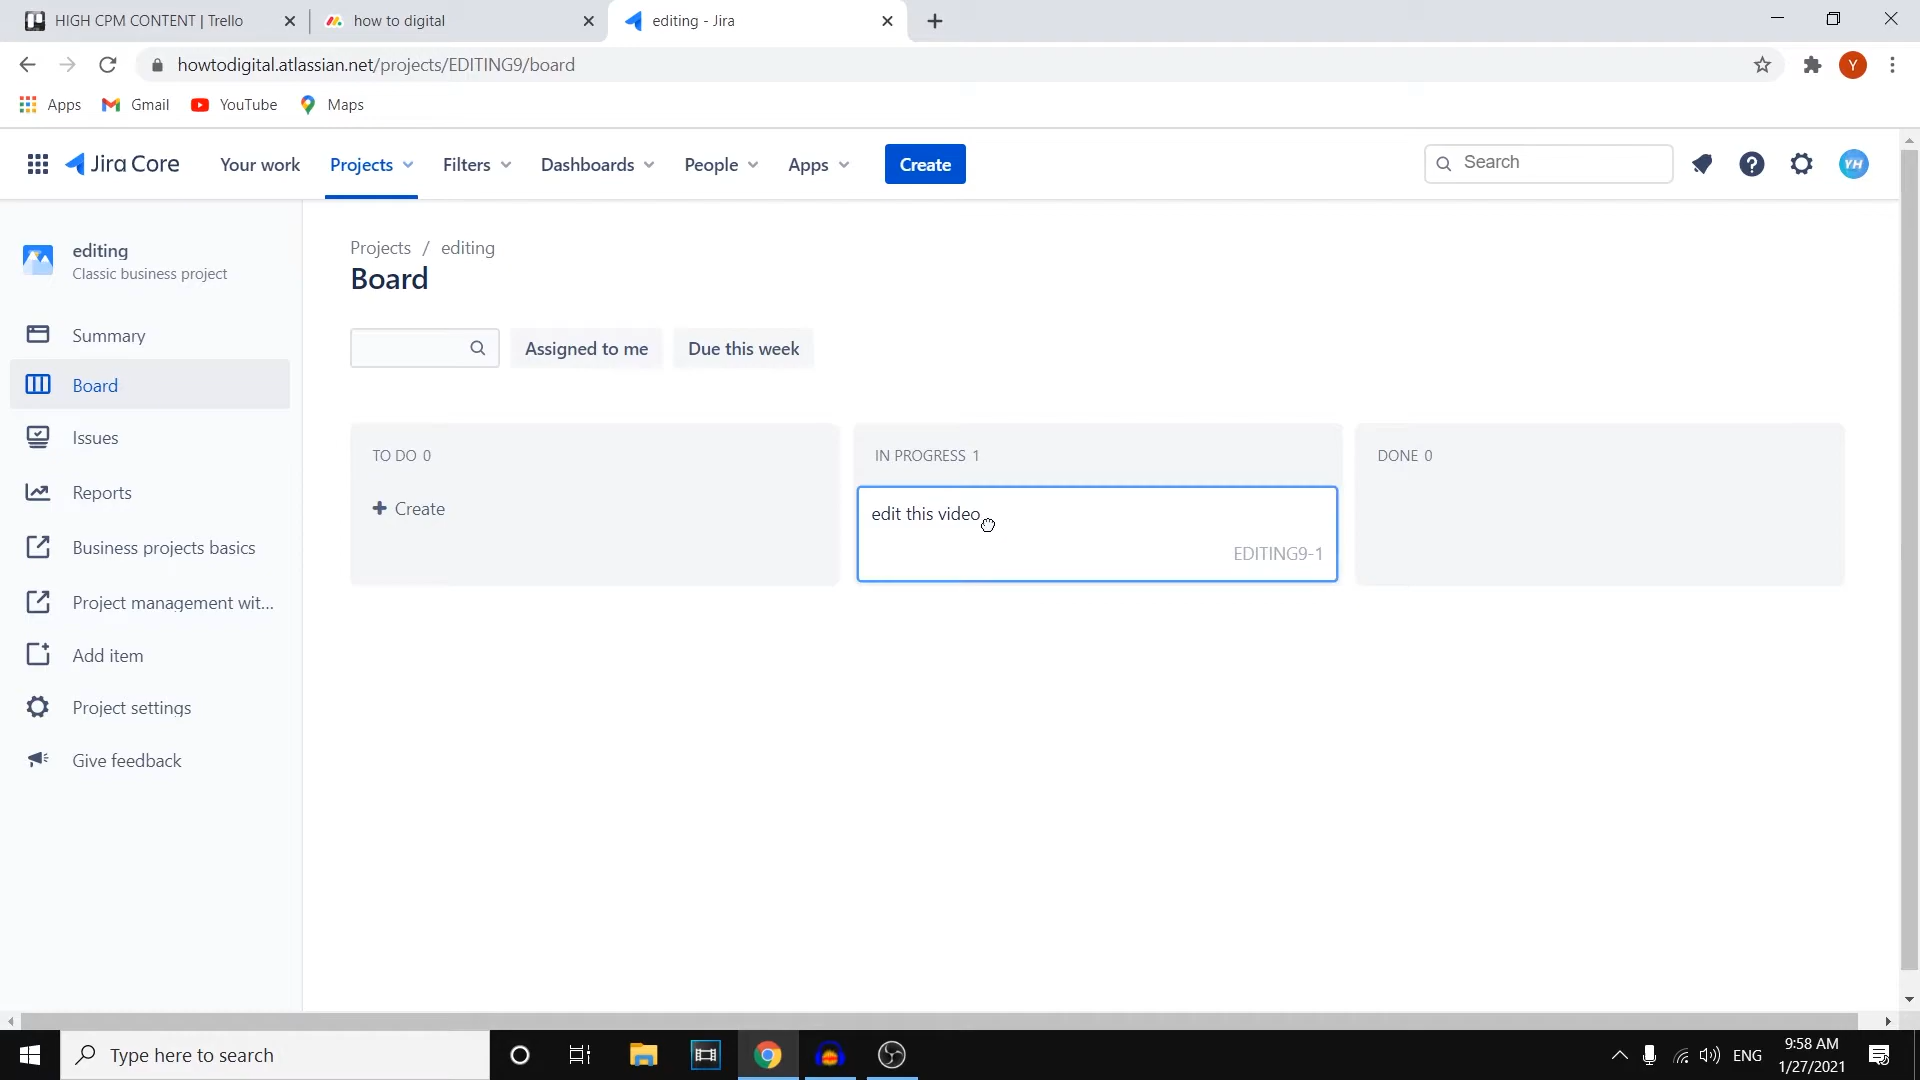 HIGH CPM CONTENT | Trello
how to digital
editing - Jira
howtodigital.atlassian.net/projects/EDITING9/board
Y
Apps
Gmail
YouTube
Maps
Jira Core
Your work
Projects
Filters
Dashboards
People
Apps
Create
Search
YH
editing
Classic business project
Summary
Board
Issues
Reports
Business projects basics
Project management wit...
Add item
Project settings
Give feedback
Projects / editing
Board
Assigned to me
Due this week
TO DO 0
+ Create
IN PROGRESS 1
edit this video
EDITING9-1
DONE 0
Type here to search
ENG
9:58 AM
1/27/2021